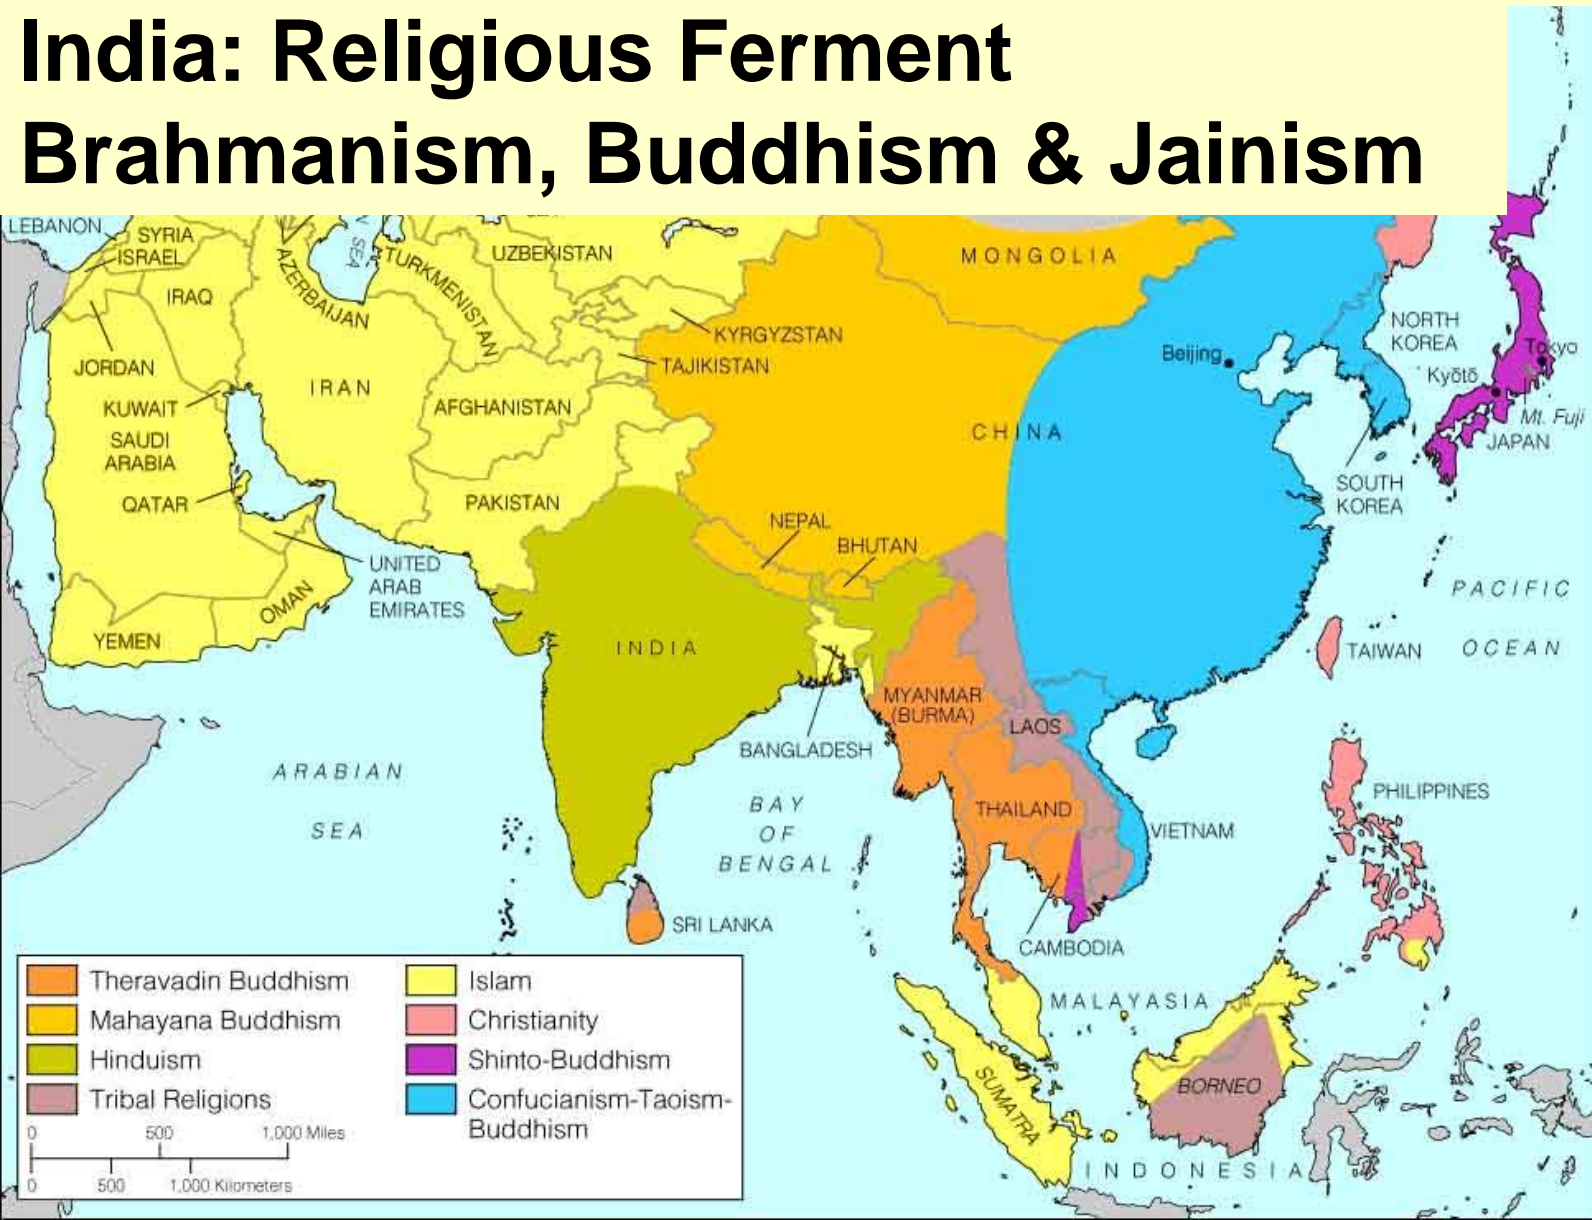 India: Religious Ferment
Brahmanism, Buddhism & Jainism
LEBANON
SYRIA
ISRAEL
IRAQ
JORDAN
KUWAIT
SAUDI
ARABIA
QATAR
YEMEN
OMAN
UNITED
ARAB
EMIRATES
SEA
AZERBAIJAN
TURKMENISTAN
UZBEKISTAN
IRAN
AFGHANISTAN
PAKISTAN
KYRGYZSTAN
TAJIKISTAN
MONGOLIA
CHINA
Beijing
NORTH
KOREA
SOUTH
KOREA
Tokyo
Kyōtō
Mt. Fuji
JAPAN
NEPAL
BHUTAN
INDIA
BANGLADESH
MYANMAR
(BURMA)
LAOS
THAILAND
VIETNAM
CAMBODIA
TAIWAN
PACIFIC
OCEAN
PHILIPPINES
ARABIAN
SEA
BAY
OF
BENGAL
SRI LANKA
MALAYASIA
SUMATRA
BORNEO
INDONESIA
Theravadin Buddhism
Mahayana Buddhism
Hinduism
Tribal Religions
Islam
Christianity
Shinto-Buddhism
Confucianism-Taoism-
Buddhism
0 500 1,000 Miles
0 500 1,000 Kilometers